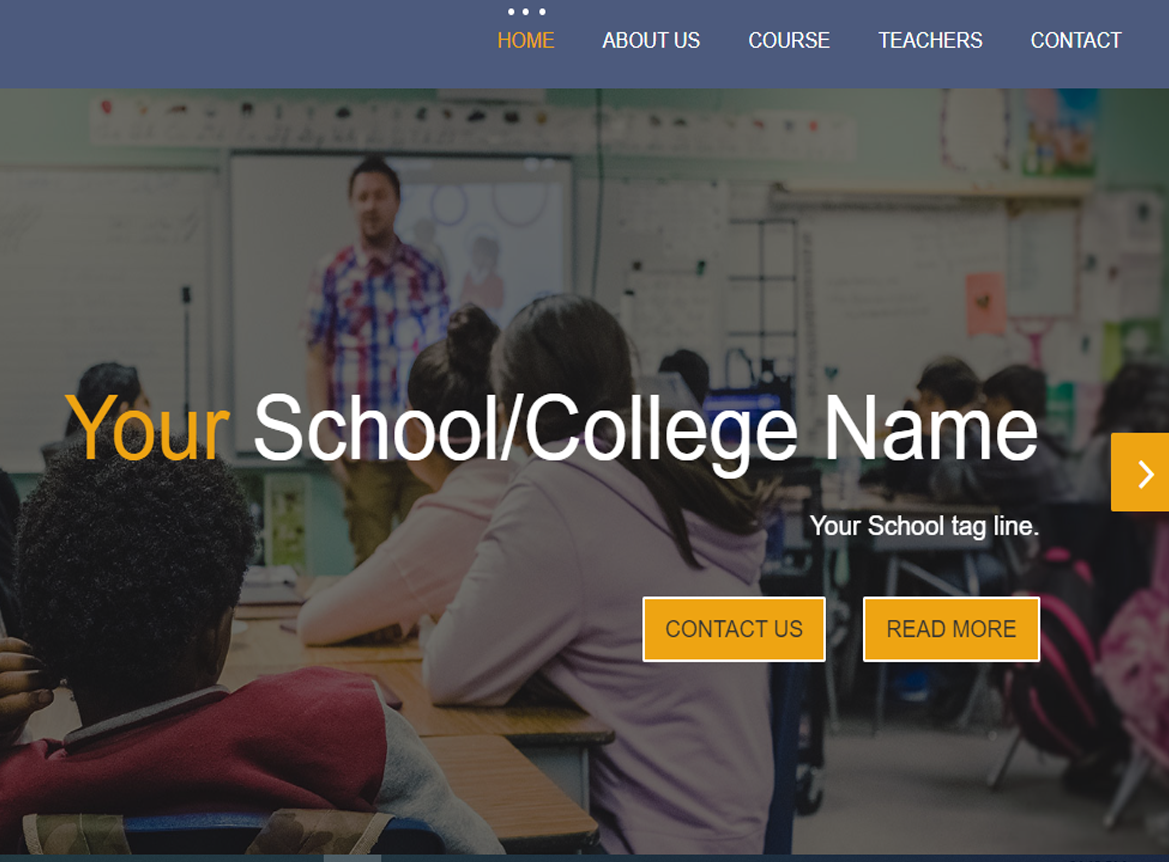 HOME ABOUT US COURSE TEACHERS CONTACT
Your School/College Name
Your School tag line.
CONTACT US READ MORE